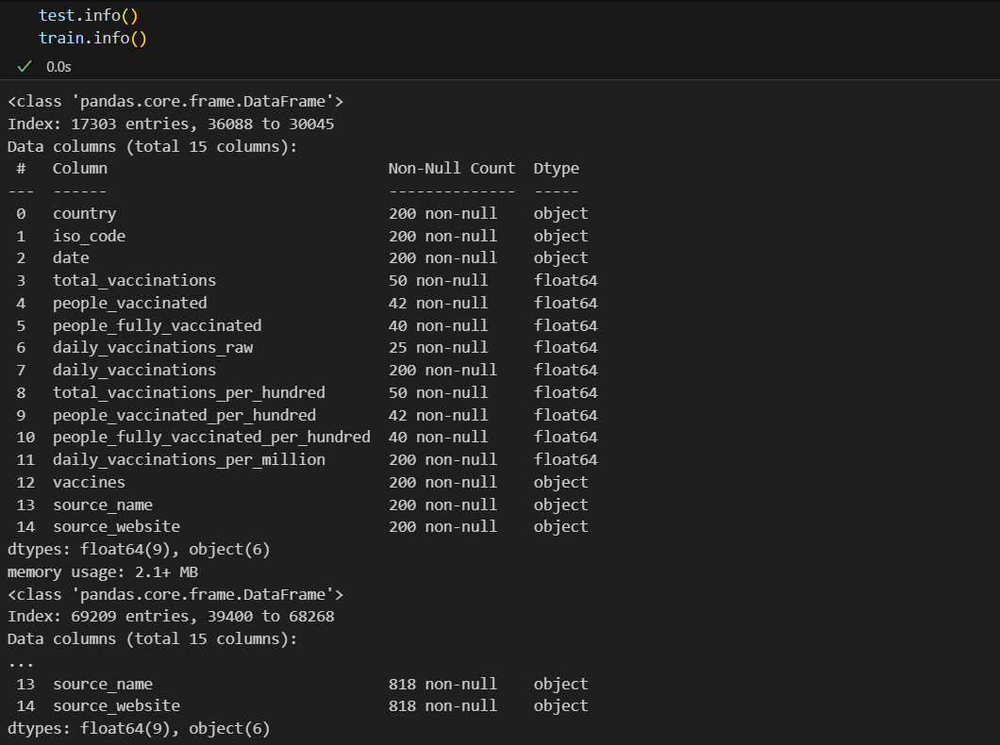 test.info()
train.info()
✓ 0.0s
<class 'pandas.core.frame.DataFrame'>
Index: 17303 entries, 36088 to 30045
Data columns (total 15 columns):
 #   Column                               Non-Null Count  Dtype
---  ------                               --------------  -----
 0   country                              200 non-null    object
 1   iso_code                             200 non-null    object
 2   date                                 200 non-null    object
 3   total_vaccinations                   50 non-null     float64
 4   people_vaccinated                    42 non-null     float64
 5   people_fully_vaccinated              40 non-null     float64
 6   daily_vaccinations_raw               25 non-null     float64
 7   daily_vaccinations                   200 non-null    float64
 8   total_vaccinations_per_hundred       50 non-null     float64
 9   people_vaccinated_per_hundred        42 non-null     float64
 10  people_fully_vaccinated_per_hundred  40 non-null     float64
 11  daily_vaccinations_per_million       200 non-null    float64
 12  vaccines                             200 non-null    object
 13  source_name                          200 non-null    object
 14  source_website                       200 non-null    object
dtypes: float64(9), object(6)
memory usage: 2.1+ MB
<class 'pandas.core.frame.DataFrame'>
Index: 69209 entries, 39400 to 68268
Data columns (total 15 columns):
...
 13  source_name                          818 non-null    object
 14  source_website                       818 non-null    object
dtypes: float64(9), object(6)